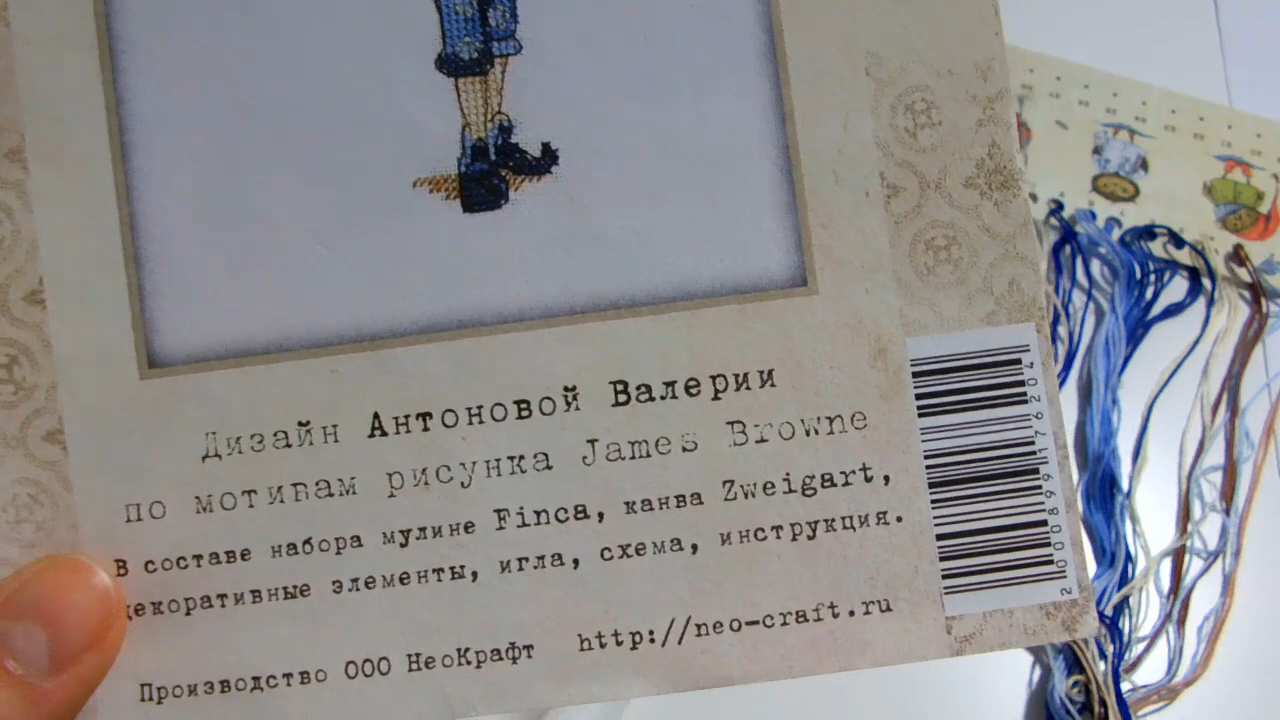 Дизайн Антоновой Валерии
по мотивам рисунка James Browne
В составе набора мулине Finca, канва Zweigart,
декоративные элементы, игла, схема, инструкция.
Производство ООО НеоКрафт http://neo-craft.ru
2000899176204